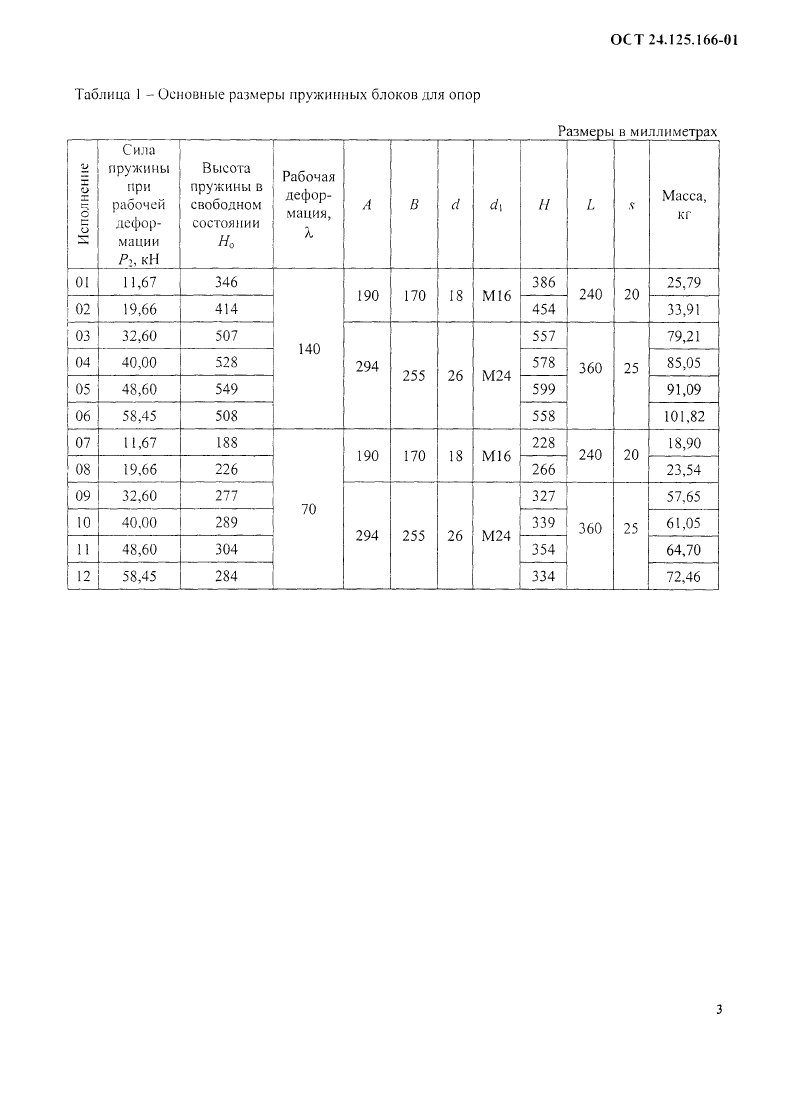 ОСТ 24.125.166-01
Таблица 1 – Основные размеры пружинных блоков для опор
Размеры в миллиметрах
Исполнение
Сила
пружины
при
рабочей
дефор-
мации
P₂, кН
Высота
пружины в
свободном
состоянии
H₀
Рабочая
дефор-
мация,
λ
A
B
d
d₁
H
L
s
Масса,
кг
01 11,67 346 140 190 170 18 М16 386 240 20 25,79
02 19,66 414 454 33,91
03 32,60 507 294 255 26 М24 557 360 25 79,21
04 40,00 528 578 85,05
05 48,60 549 599 91,09
06 58,45 508 558 101,82
07 11,67 188 70 190 170 18 М16 228 240 20 18,90
08 19,66 226 266 23,54
09 32,60 277 294 255 26 М24 327 360 25 57,65
10 40,00 289 339 61,05
11 48,60 304 354 64,70
12 58,45 284 334 72,46
3